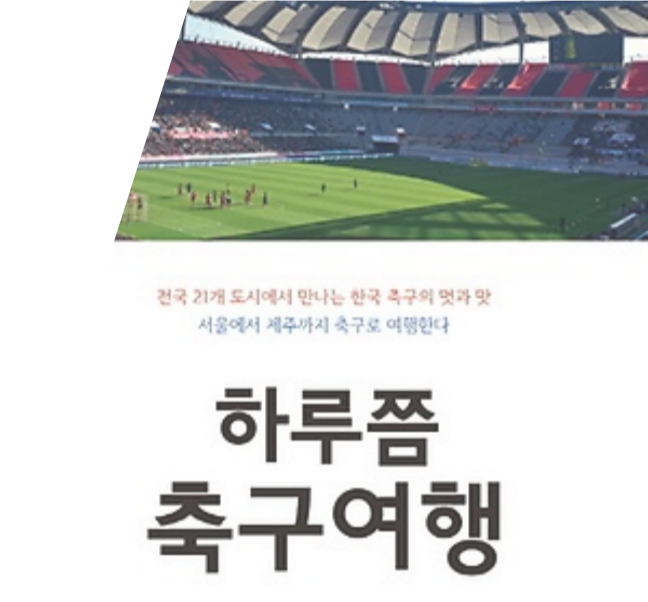 전국 21개 도시에서 만나는 한국 축구의 멋과 맛
서울에서 제주까지 축구로 여행한다
하루쯤
축구여행